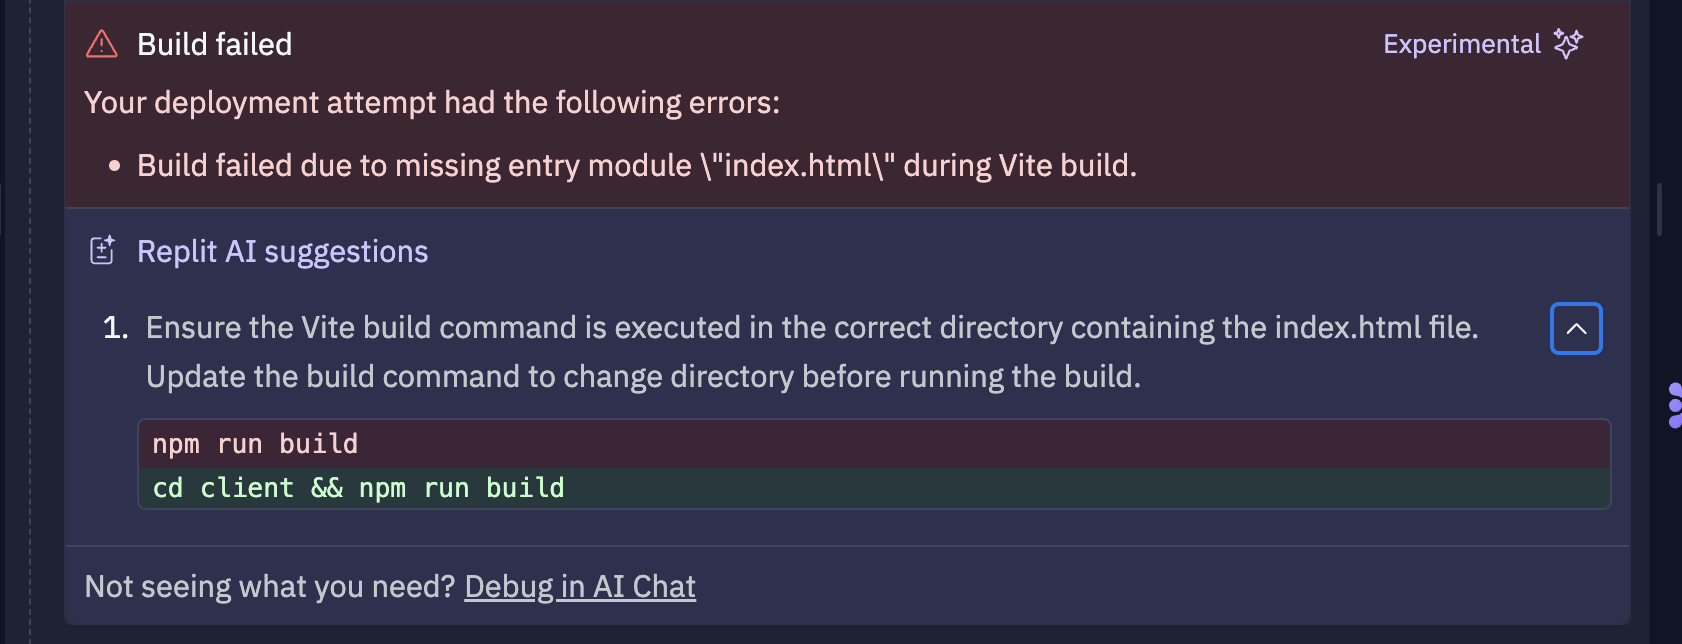 Build failed
Experimental
Your deployment attempt had the following errors:
• Build failed due to missing entry module \"index.html\" during Vite build.
Replit AI suggestions
1. Ensure the Vite build command is executed in the correct directory containing the index.html file.
Update the build command to change directory before running the build.
npm run build
cd client && npm run build
Not seeing what you need? Debug in AI Chat